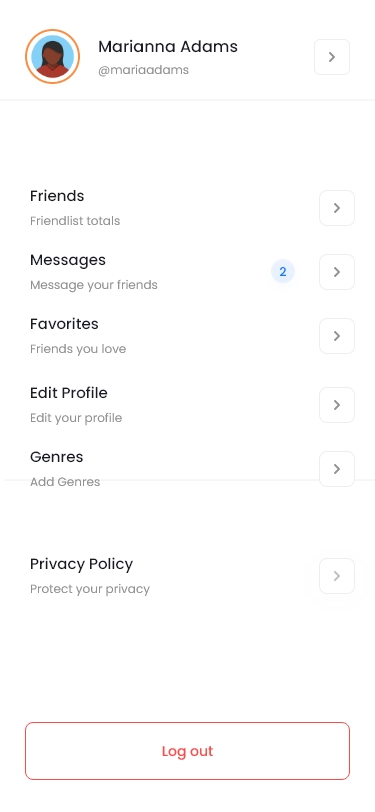 Marianna Adams
@mariaadams
Friends
Friendlist totals
Messages
Message your friends
2
Favorites
Friends you love
Edit Profile
Edit your profile
Genres
Add Genres
Privacy Policy
Protect your privacy
Log out